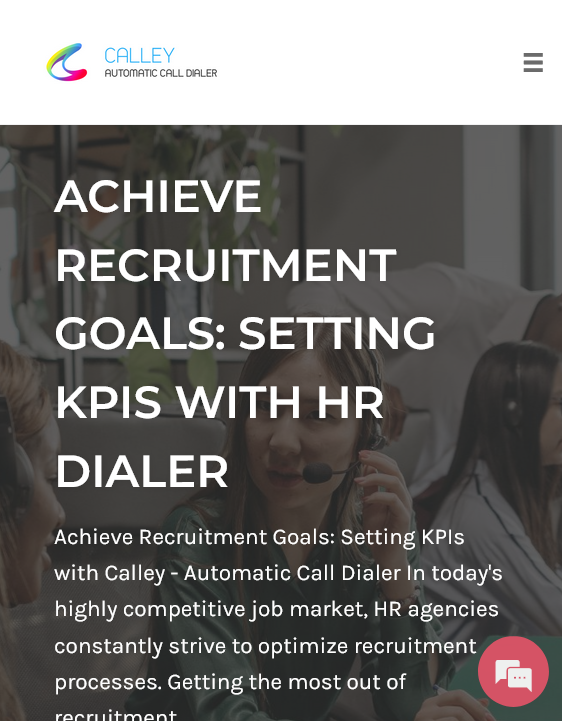 CALLEY
AUTOMATIC CALL DIALER
ACHIEVE
RECRUITMENT
GOALS: SETTING
KPIS WITH HR
DIALER
Achieve Recruitment Goals: Setting KPIs
with Calley - Automatic Call Dialer In today's
highly competitive job market, HR agencies
constantly strive to optimize recruitment
processes. Getting the most out of
recruitment